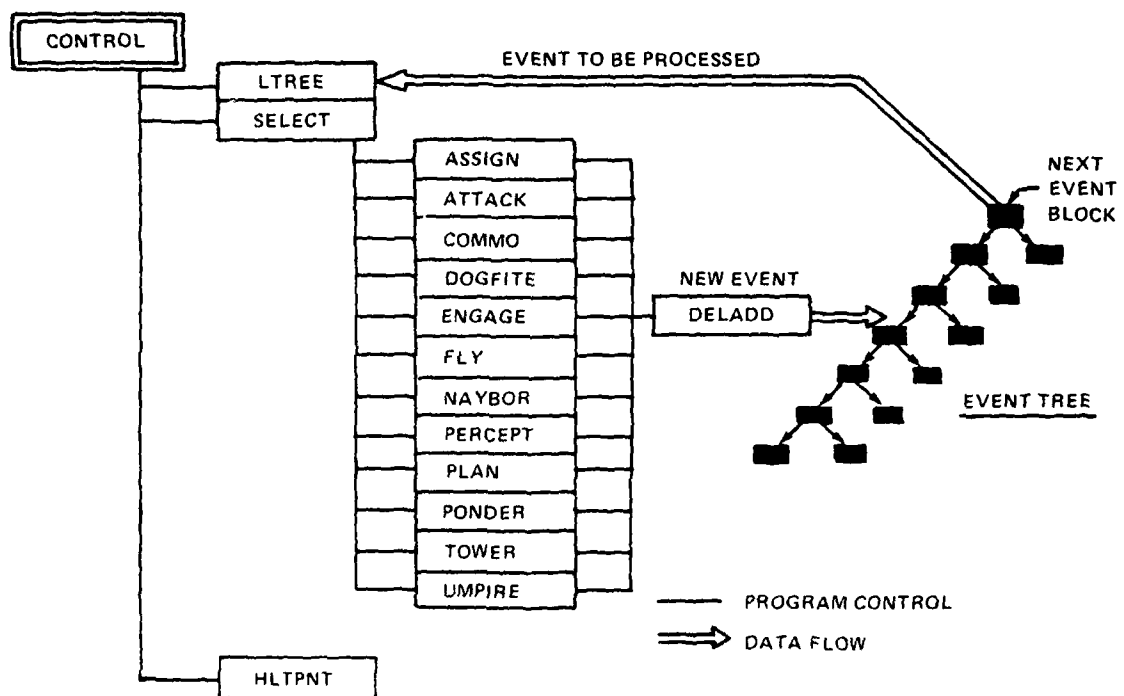 CONTROL
LTREE
SELECT
EVENT TO BE PROCESSED
NEXT
EVENT
BLOCK
ASSIGN
ATTACK
COMMO
DOGFITE
ENGAGE
FLY
NAYBOR
PERCEPT
PLAN
PONDER
TOWER
UMPIRE
NEW EVENT
DELADD
EVENT TREE
PROGRAM CONTROL
DATA FLOW
HLTPNT